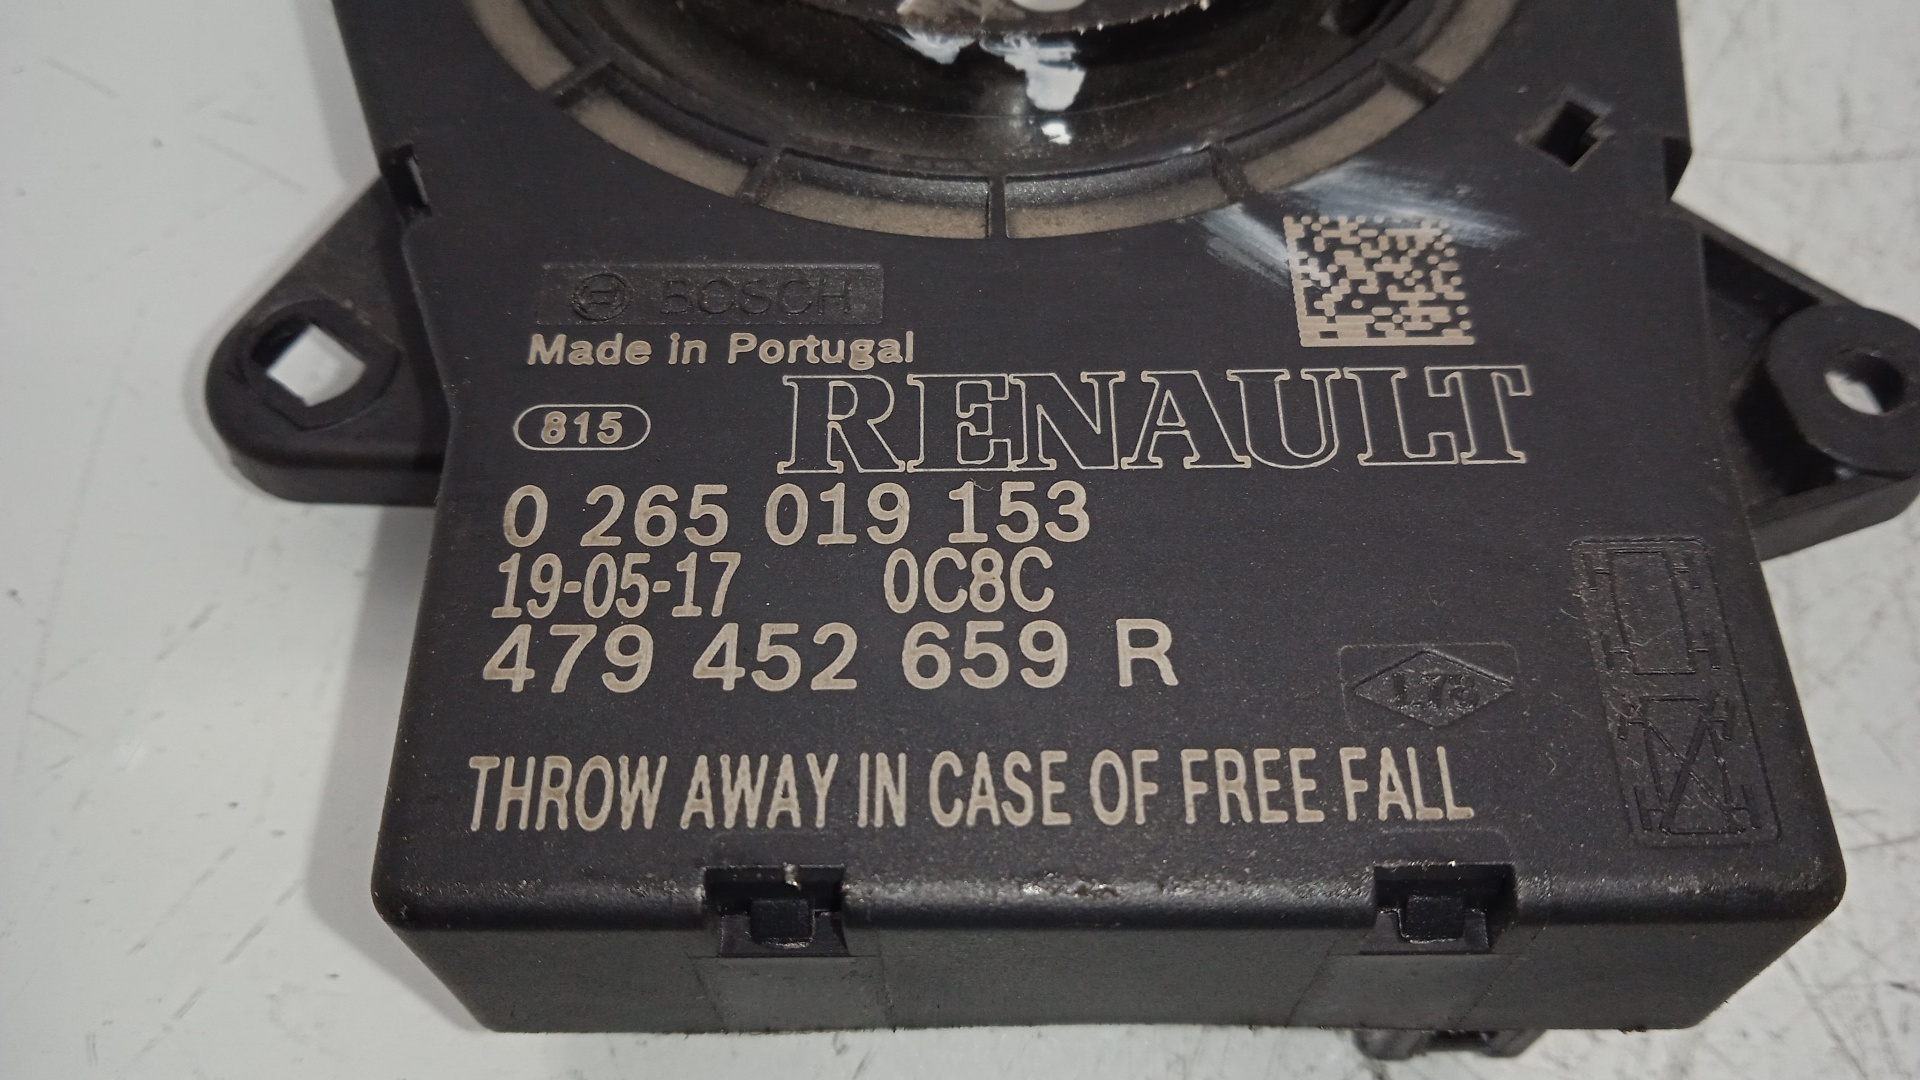 BOSCH
Made in Portugal
RENAULT
815
0 265 019 153
19-05-17 0C8C
479 452 659 R
THROW AWAY IN CASE OF FREE FALL